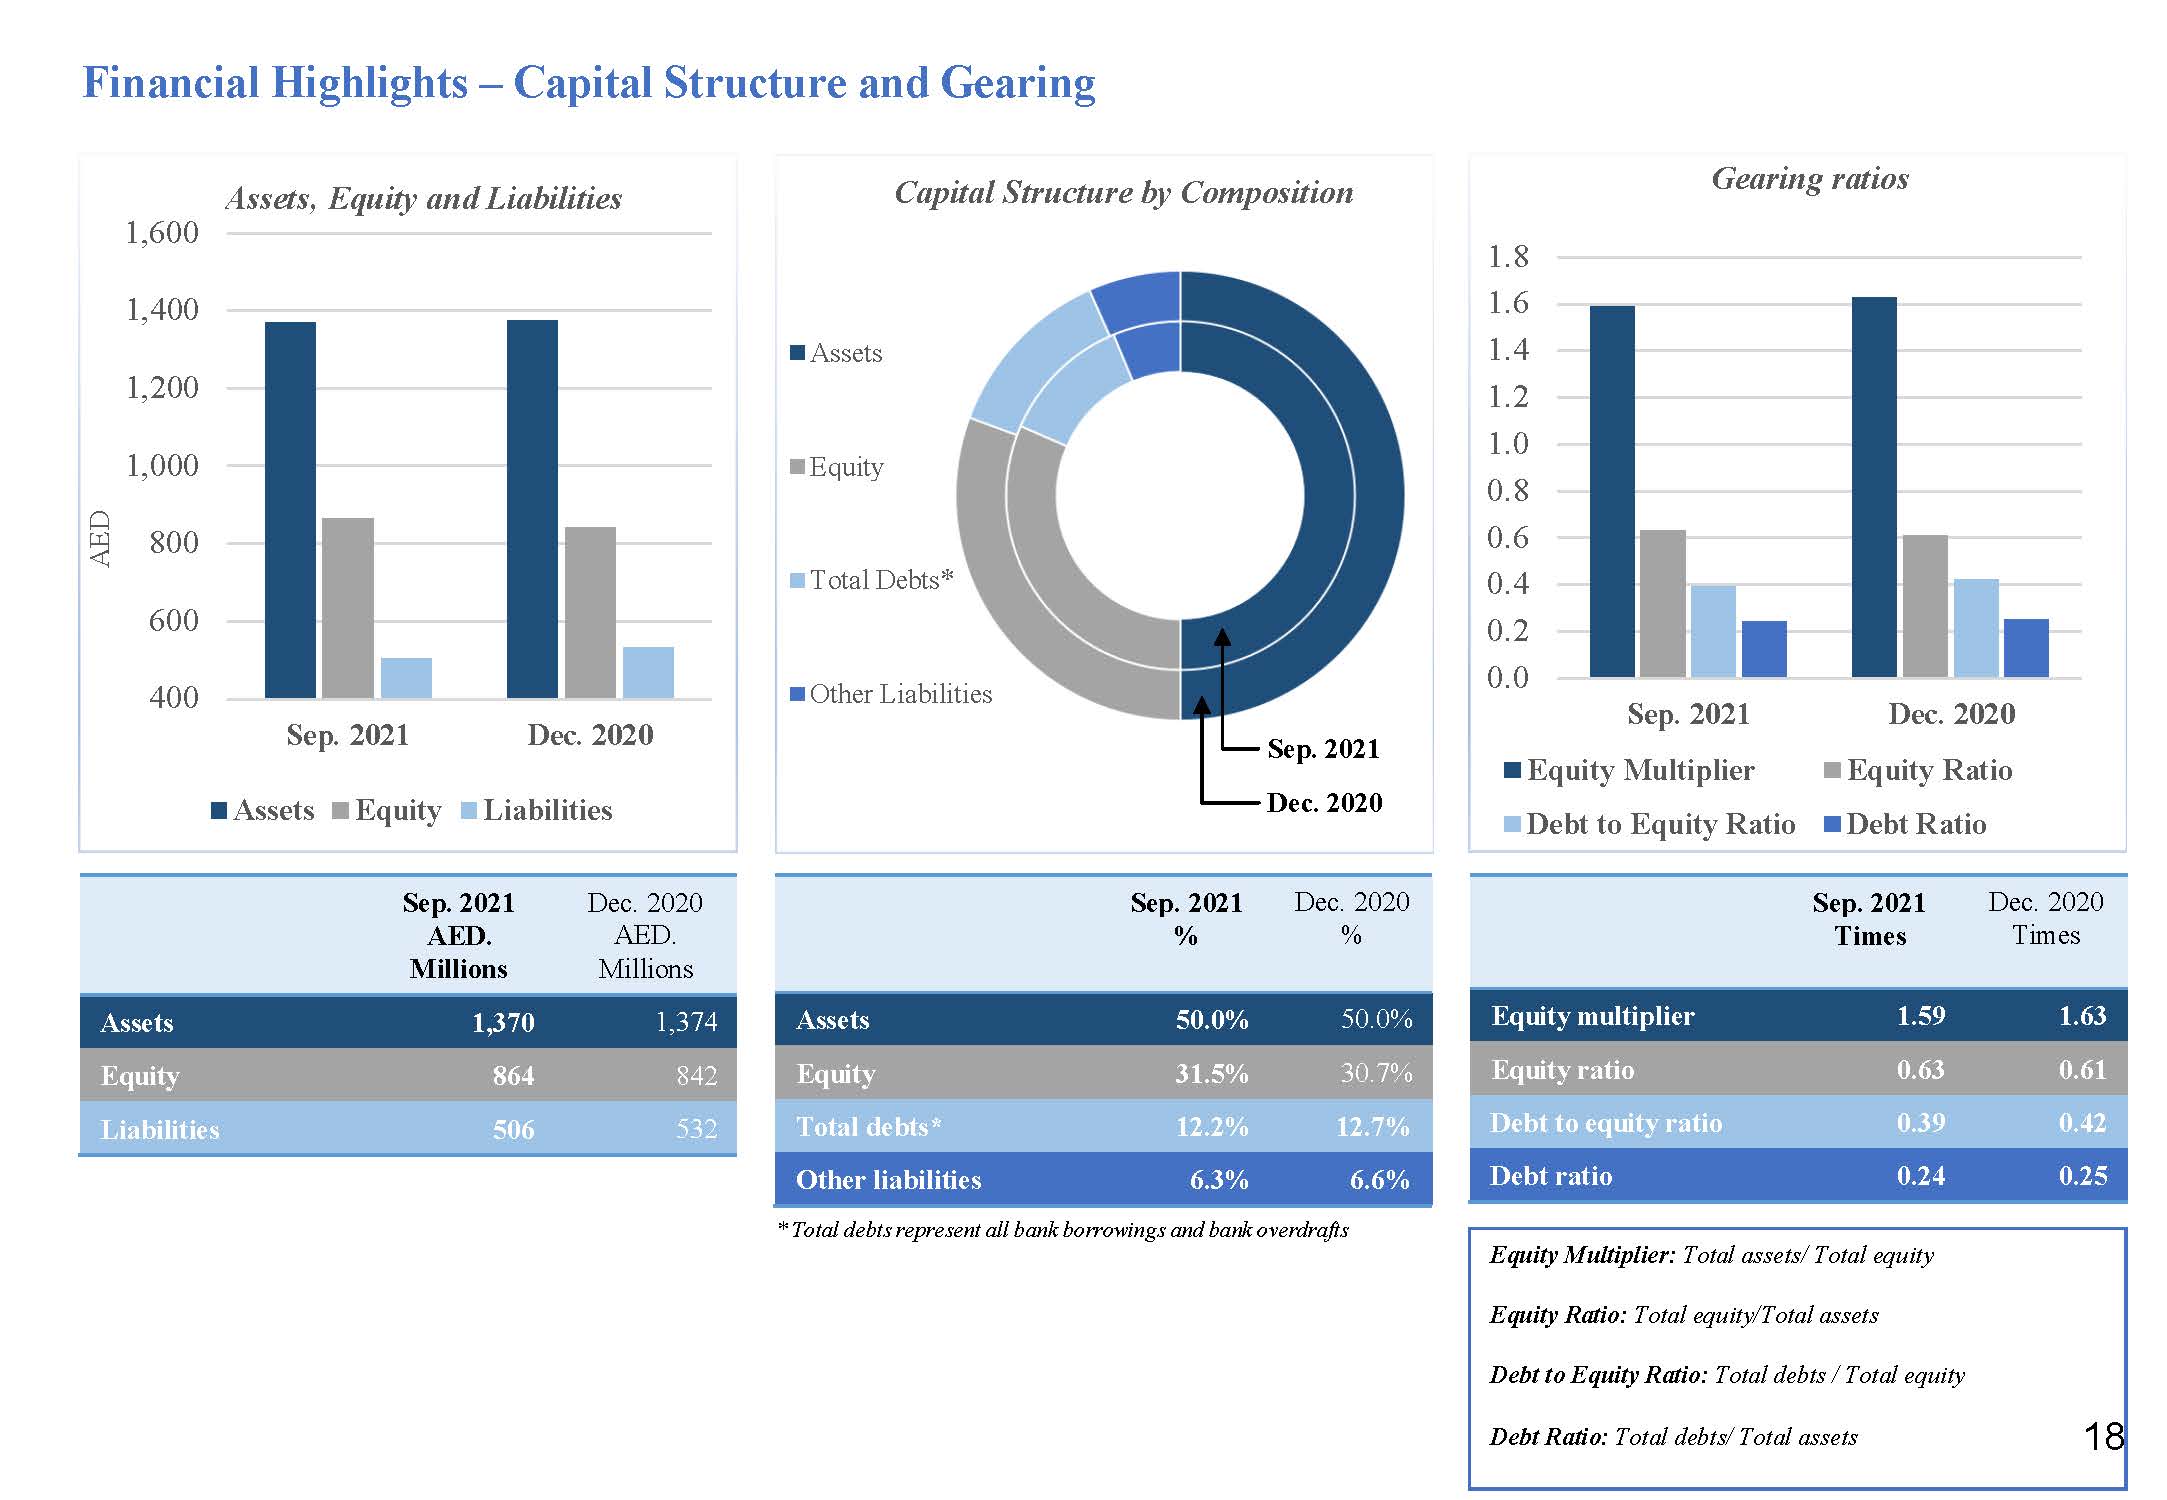 Financial Highlights – Capital Structure and Gearing
Assets, Equity and Liabilities
1,600
1,400
1,200
1,000
800
600
400
AED
Sep. 2021 Dec. 2020
Assets Equity Liabilities
Capital Structure by Composition
Assets
Equity
Total Debts*
Other Liabilities
Sep. 2021
Dec. 2020
Gearing ratios
1.8
1.6
1.4
1.2
1.0
0.8
0.6
0.4
0.2
0.0
Sep. 2021 Dec. 2020
Equity Multiplier Equity Ratio
Debt to Equity Ratio Debt Ratio
Sep. 2021 Dec. 2020
AED. AED.
Millions Millions
Assets 1,370 1,374
Equity 864 842
Liabilities 506 532
Sep. 2021 Dec. 2020
% %
Assets 50.0% 50.0%
Equity 31.5% 30.7%
Total debts* 12.2% 12.7%
Other liabilities 6.3% 6.6%
* Total debts represent all bank borrowings and bank overdrafts
Sep. 2021 Dec. 2020
Times Times
Equity multiplier 1.59 1.63
Equity ratio 0.63 0.61
Debt to equity ratio 0.39 0.42
Debt ratio 0.24 0.25
Equity Multiplier: Total assets/ Total equity
Equity Ratio: Total equity/Total assets
Debt to Equity Ratio: Total debts / Total equity
Debt Ratio: Total debts/ Total assets
18